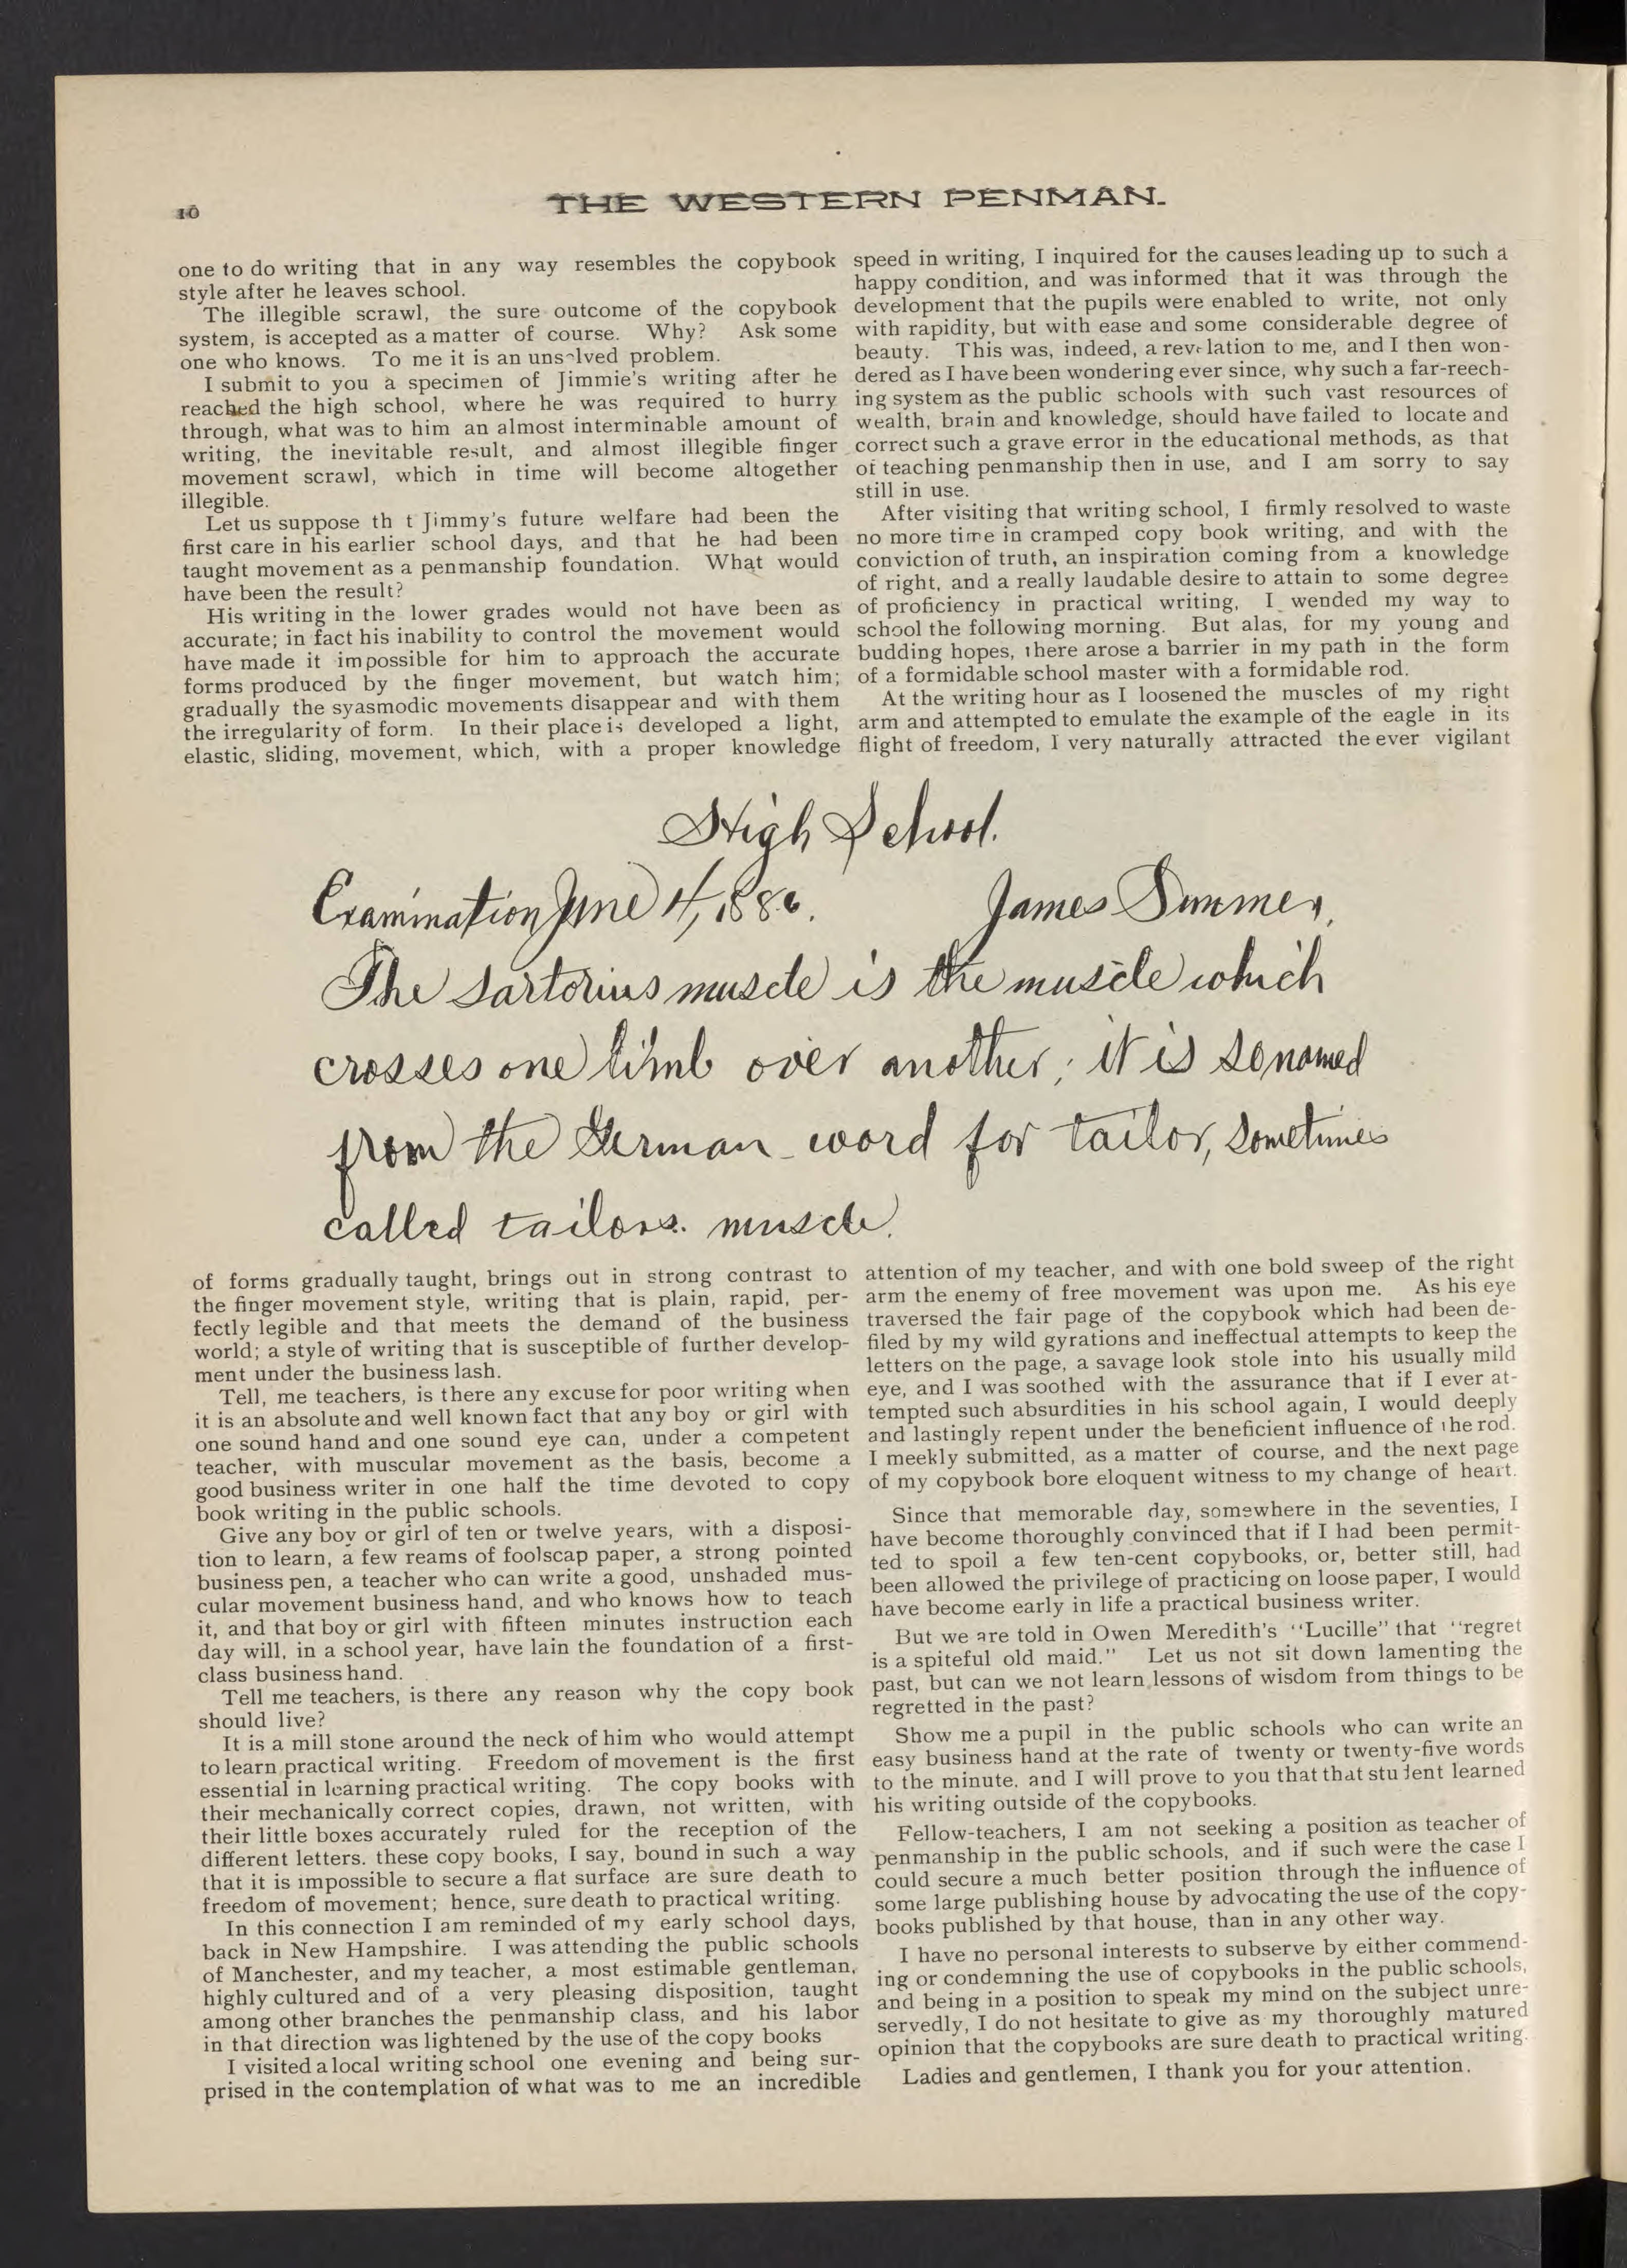 10
THE WESTERN PENMAN.
one to do writing that in any way resembles the copybook
style after he leaves school.
The illegible scrawl, the sure outcome of the copybook
system, is accepted as a matter of course. Why? Ask some
one who knows. To me it is an uns lved problem.
I submit to you a specimen of Jimmie's writing after he
reached the high school, where he was required to hurry
through, what was to him an almost interminable amount of
writing, the inevitable result, and almost illegible finger
movement scrawl, which in time will become altogether
illegible.
Let us suppose th t Jimmy's future welfare had been the
first care in his earlier school days, and that he had been
taught movement as a penmanship foundation. What would
have been the result?
His writing in the lower grades would not have been as
accurate; in fact his inability to control the movement would
have made it impossible for him to approach the accurate
forms produced by the finger movement, but watch him;
gradually the syasmodic movements disappear and with them
the irregularity of form. In their place is developed a light,
elastic, sliding, movement, which, with a proper knowledge
speed in writing, I inquired for the causes leading up to such a
happy condition, and was informed that it was through the
development that the pupils were enabled to write, not only
with rapidity, but with ease and some considerable degree of
beauty. This was, indeed, a revelation to me, and I then won-
dered as I have been wondering ever since, why such a far-reech-
ing system as the public schools with such vast resources of
wealth, brain and knowledge, should have failed to locate and
correct such a grave error in the educational methods, as that
of teaching penmanship then in use, and I am sorry to say
still in use.
After visiting that writing school, I firmly resolved to waste
no more time in cramped copy book writing, and with the
conviction of truth, an inspiration coming from a knowledge
of right, and a really laudable desire to attain to some degree
of proficiency in practical writing, I wended my way to
school the following morning. But alas, for my young and
budding hopes, there arose a barrier in my path in the form
of a formidable school master with a formidable rod.
At the writing hour as I loosened the muscles of my right
arm and attempted to emulate the example of the eagle in its
flight of freedom, I very naturally attracted the ever vigilant
High School.
Examination June 4, 1886. James Summer,
The Sartorius muscle is the muscle which
crosses one limb over another; it is so named
from the German word for tailor, sometimes
called tailors. muscle.
of forms gradually taught, brings out in strong contrast to
the finger movement style, writing that is plain, rapid, per-
fectly legible and that meets the demand of the business
world; a style of writing that is susceptible of further develop-
ment under the business lash.
Tell, me teachers, is there any excuse for poor writing when
it is an absolute and well known fact that any boy or girl with
one sound hand and one sound eye can, under a competent
teacher, with muscular movement as the basis, become a
good business writer in one half the time devoted to copy
book writing in the public schools.
Give any boy or girl of ten or twelve years, with a disposi-
tion to learn, a few reams of foolscap paper, a strong pointed
business pen, a teacher who can write a good, unshaded mus-
cular movement business hand, and who knows how to teach
it, and that boy or girl with fifteen minutes instruction each
day will, in a school year, have lain the foundation of a first-
class business hand.
Tell me teachers, is there any reason why the copy book
should live?
It is a mill stone around the neck of him who would attempt
to learn practical writing. Freedom of movement is the first
essential in learning practical writing. The copy books with
their mechanically correct copies, drawn, not written, with
their little boxes accurately ruled for the reception of the
different letters. these copy books, I say, bound in such a way
that it is impossible to secure a flat surface are sure death to
freedom of movement; hence, sure death to practical writing.
In this connection I am reminded of my early school days,
back in New Hampshire. I was attending the public schools
of Manchester, and my teacher, a most estimable gentleman,
highly cultured and of a very pleasing disposition, taught
among other branches the penmanship class, and his labor
in that direction was lightened by the use of the copy books
I visited a local writing school one evening and being sur-
prised in the contemplation of what was to me an incredible
attention of my teacher, and with one bold sweep of the right
arm the enemy of free movement was upon me. As his eye
traversed the fair page of the copybook which had been de-
filed by my wild gyrations and ineffectual attempts to keep the
letters on the page, a savage look stole into his usually mild
eye, and I was soothed with the assurance that if I ever at-
tempted such absurdities in his school again, I would deeply
and lastingly repent under the beneficient influence of the rod.
I meekly submitted, as a matter of course, and the next page
of my copybook bore eloquent witness to my change of heart.
Since that memorable day, somewhere in the seventies, I
have become thoroughly convinced that if I had been permit-
ted to spoil a few ten-cent copybooks, or, better still, had
been allowed the privilege of practicing on loose paper, I would
have become early in life a practical business writer.
But we are told in Owen Meredith's "Lucille" that "regret
is a spiteful old maid." Let us not sit down lamenting the
past, but can we not learn lessons of wisdom from things to be
regretted in the past?
Show me a pupil in the public schools who can write an
easy business hand at the rate of twenty or twenty-five words
to the minute. and I will prove to you that that student learned
his writing outside of the copybooks.
Fellow-teachers, I am not seeking a position as teacher of
penmanship in the public schools, and if such were the case I
could secure a much better position through the influence of
some large publishing house by advocating the use of the copy-
books published by that house, than in any other way.
I have no personal interests to subserve by either commend-
ing or condemning the use of copybooks in the public schools,
and being in a position to speak my mind on the subject unre-
servedly, I do not hesitate to give as my thoroughly matured
opinion that the copybooks are sure death to practical writing.
Ladies and gentlemen, I thank you for your attention.